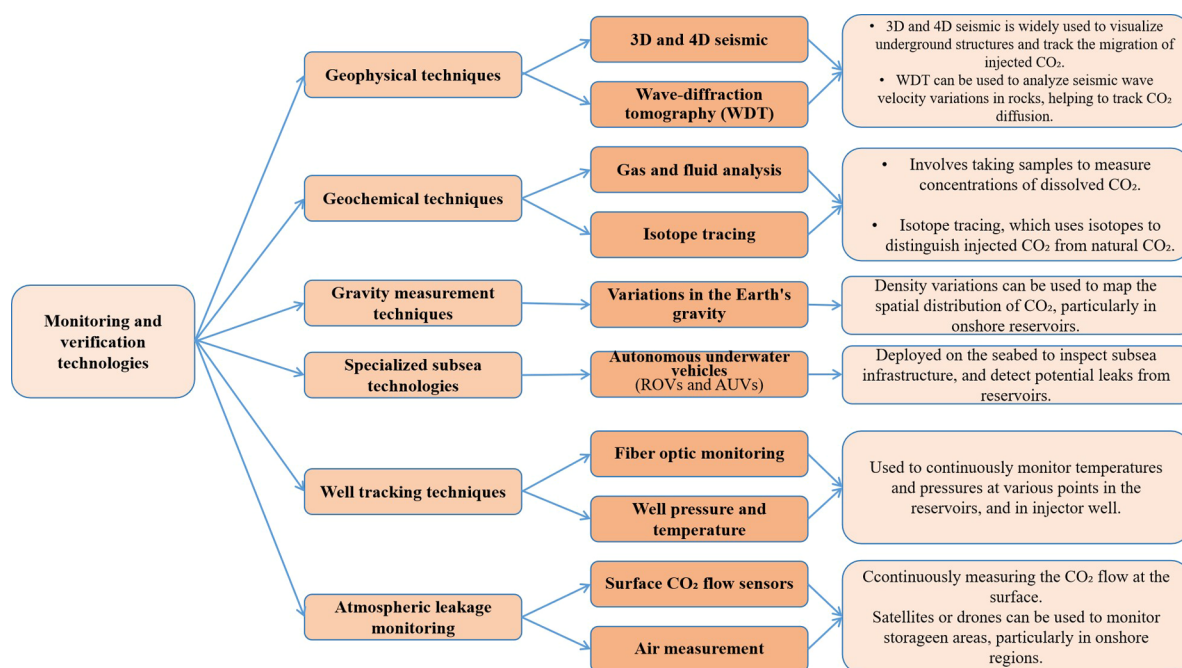 Monitoring and
verification
technologies
Geophysical techniques
3D and 4D seismic
Wave-diffraction
tomography (WDT)
• 3D and 4D seismic is widely used to visualize
underground structures and track the migration of
injected CO₂.
• WDT can be used to analyze seismic wave
velocity variations in rocks, helping to track CO₂
diffusion.
Geochemical techniques
Gas and fluid analysis
Isotope tracing
• Involves taking samples to measure
concentrations of dissolved CO₂.
• Isotope tracing, which uses isotopes to
distinguish injected CO₂ from natural CO₂.
Gravity measurement
techniques
Variations in the Earth's
gravity
Density variations can be used to map the
spatial distribution of CO₂, particularly in
onshore reservoirs.
Specialized subsea
technologies
Autonomous underwater
vehicles
(ROVs and AUVs)
Deployed on the seabed to inspect subsea
infrastructure, and detect potential leaks from
reservoirs.
Well tracking techniques
Fiber optic monitoring
Well pressure and
temperature
Used to continuously monitor temperatures
and pressures at various points in the
reservoirs, and in injector well.
Atmospheric leakage
monitoring
Surface CO₂ flow sensors
Air measurement
Ccontinuously measuring the CO₂ flow at the
surface.
Satellites or drones can be used to monitor
storageen areas, particularly in onshore
regions.